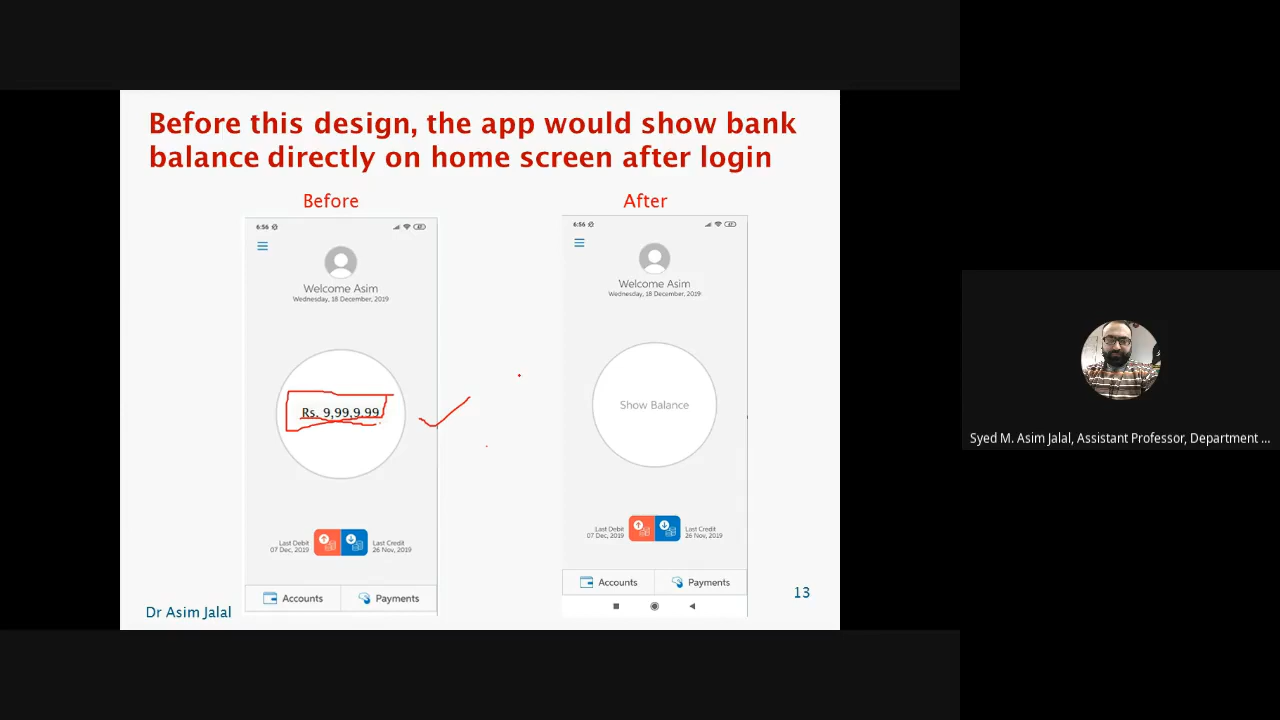 Before this design, the app would show bank
balance directly on home screen after login
Before
After
6:56
Welcome Asim
Wednesday, 18 December, 2019
Rs. 9,99,9.99
Last Debit
07 Dec, 2019
Last Credit
26 Nov, 2019
Accounts
Payments
6:56
Welcome Asim
Wednesday, 18 December, 2019
Show Balance
Last Debit
07 Dec, 2019
Last Credit
26 Nov, 2019
Accounts
Payments
Dr Asim Jalal
13
Syed M. Asim Jalal, Assistant Professor, Department ...